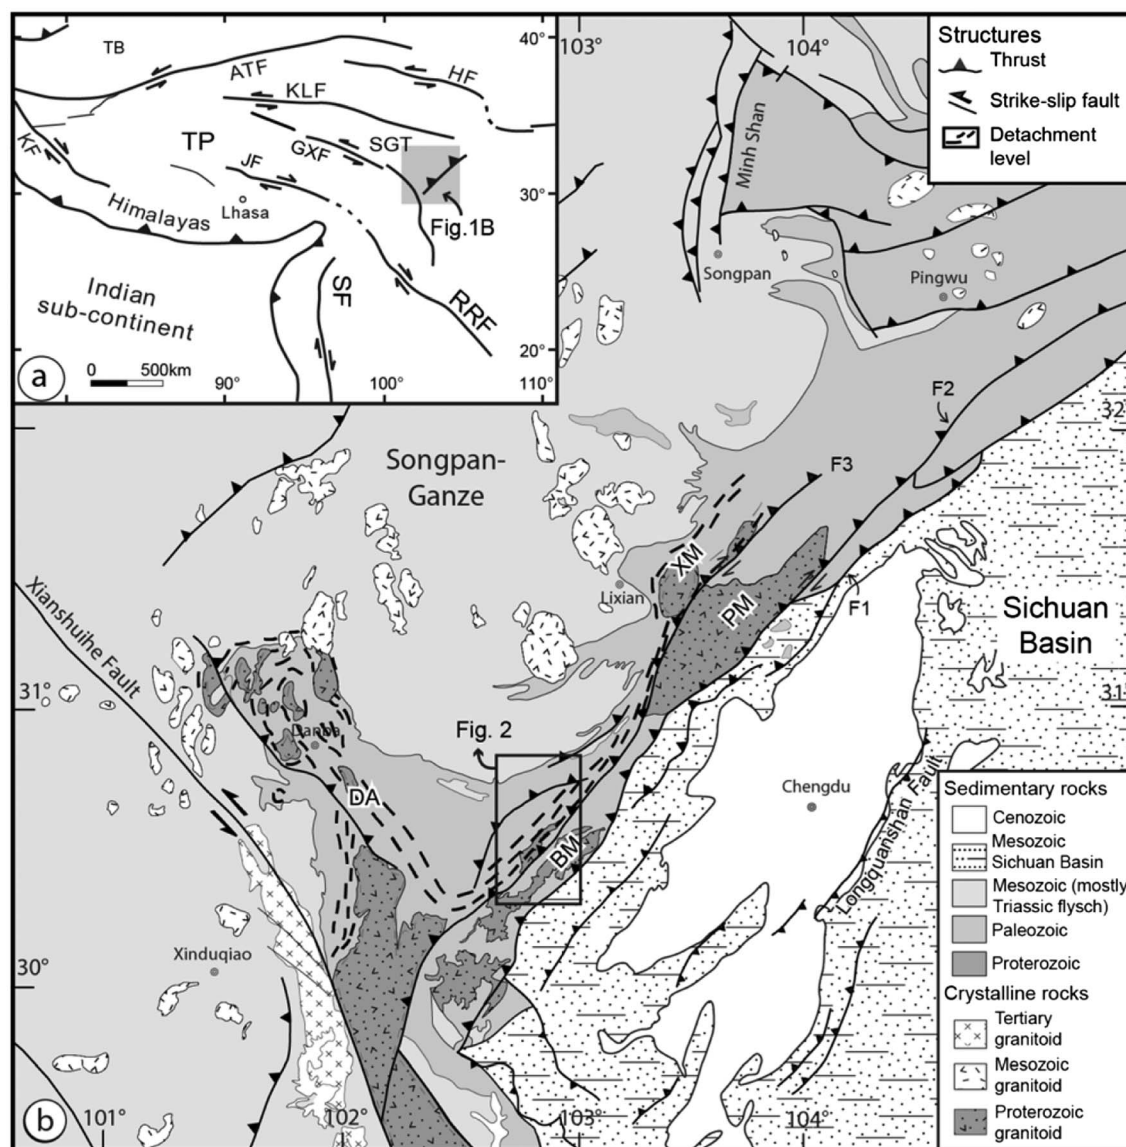 103°
104°
TB
ATF
HF
40°
KLF
KF
TP
GXF
SGT
JF
Lhasa
30°
Himalayas
Fig.1B
Indian
sub-continent
SF
RRF
20°
a
0 500km
90°
100°
110°
Structures
Thrust
Strike-slip fault
Detachment
level
Minh Shan
Songpan
Pingwu
F2
32
Songpan-
Ganze
F3
XM
Lixian
PM
F1
Sichuan
Basin
Xianshuihe Fault
31°
31
Danba
Fig. 2
DA
BM
Chengdu
Longquanshan Fault
Xinduqiao
30°
Sedimentary rocks
Cenozoic
Mesozoic
Sichuan Basin
Mesozoic (mostly
Triassic flysch)
Paleozoic
Proterozoic
Crystalline rocks
Tertiary
granitoid
Mesozoic
granitoid
Proterozoic
granitoid
b
101°
102°
103°
104°